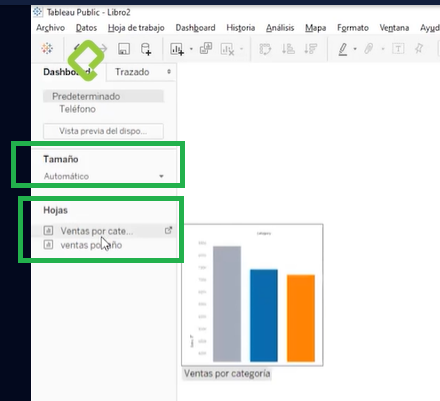 Tableau Public - Libro2
Archivo Datos Hoja de trabajo Dashboard Historia Análisis Mapa Formato Ventana Ayud
Dashboard Trazado
Predeterminado
Teléfono
Vista previa del dispo...
Tamaño
Automático
Hojas
Ventas por cate...
ventas por año
Ventas por categoría